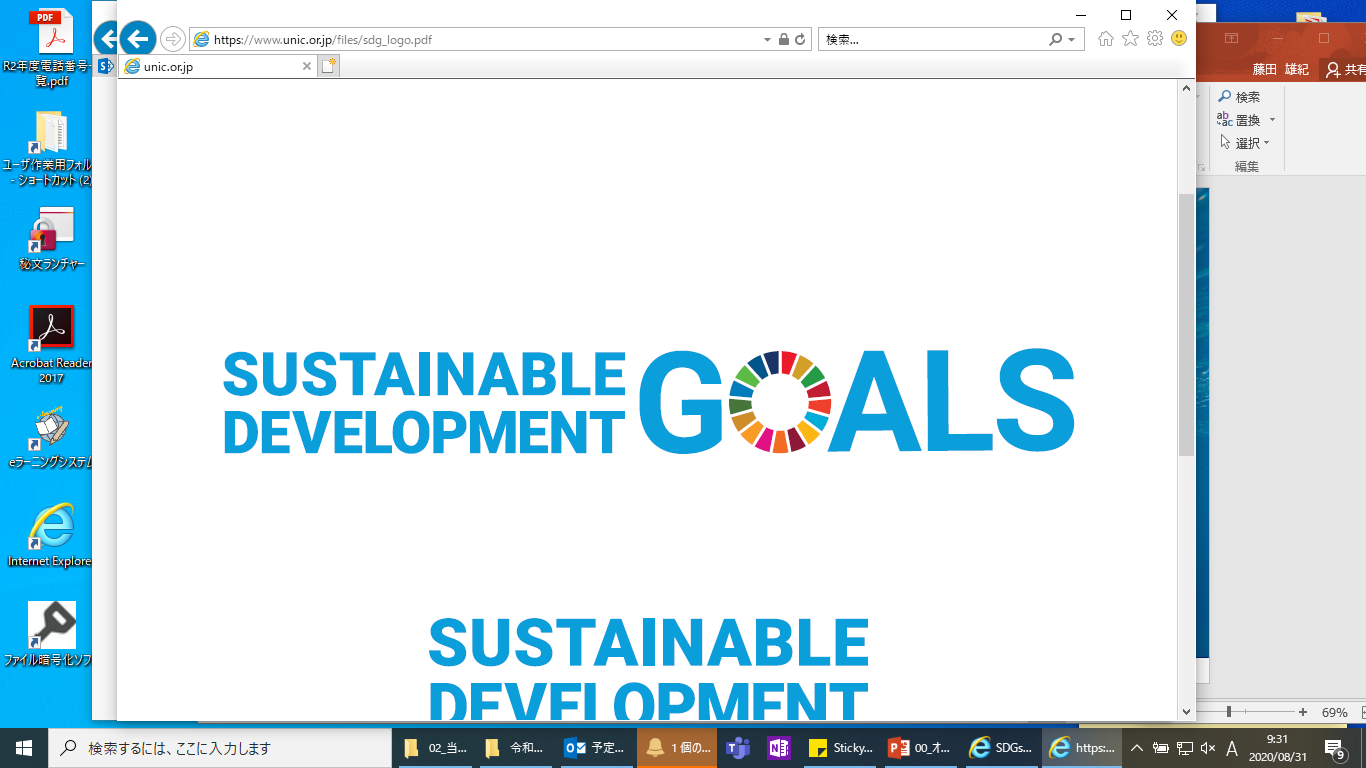 PDF
R2年度電話番号一
覧.pdf
ユーザ作業用フォル
- ショートカット (2)
秘文ランチャー
Acrobat Reader
2017
e-Learning
eラーニングシステム
Internet Explore
ファイル暗号化ソフ
https://www.unic.or.jp/files/sdg_logo.pdf
検索...
unic.or.jp
SUSTAINABLE
DEVELOPMENT
GOALS
SUSTAINABLE
DEVELOPMENT
藤田 雄紀
共有
検索
置換
選択
編集
69%
検索するには、ここに入力します
02_当...
令和...
予定...
1 個の...
Sticky...
00_オ...
SDGs...
https:...
A
9:31
2020/08/31
9